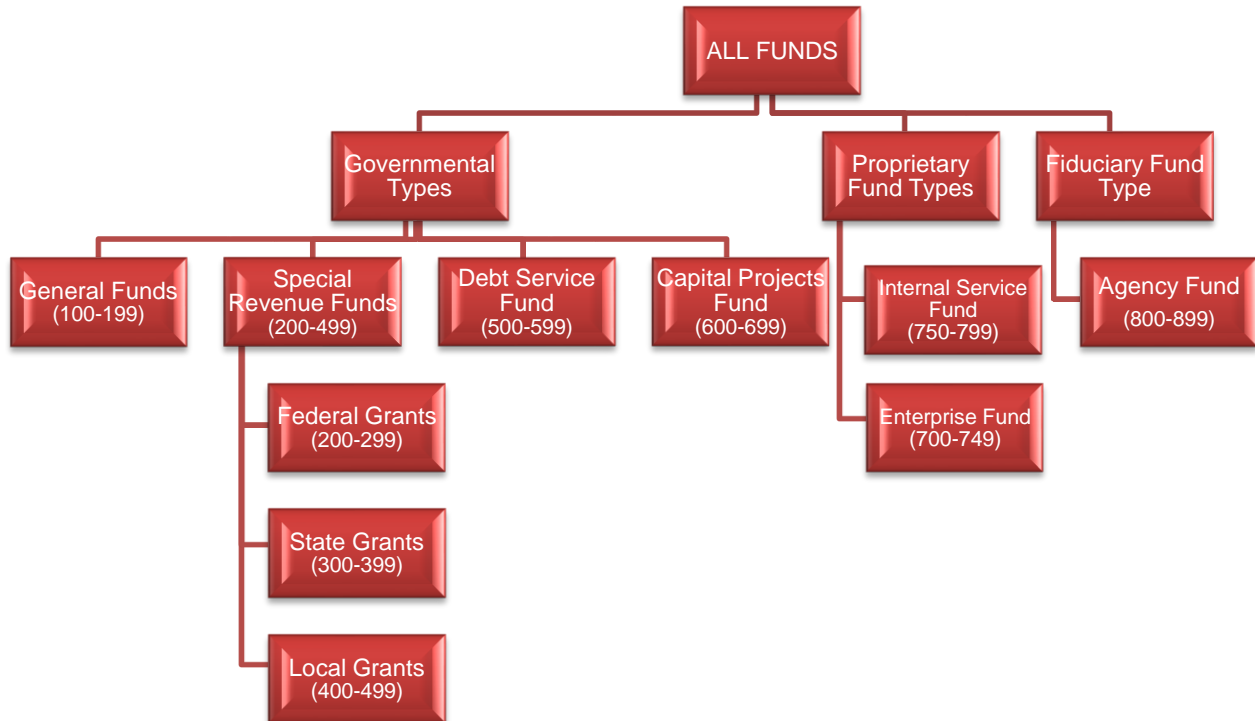 ALL FUNDS
Governmental
Types
Proprietary
Fund Types
Fiduciary Fund
Type
General Funds
(100-199)
Special
Revenue Funds
(200-499)
Debt Service
Fund
(500-599)
Capital Projects
Fund
(600-699)
Internal Service
Fund
(750-799)
Agency Fund
(800-899)
Federal Grants
(200-299)
Enterprise Fund
(700-749)
State Grants
(300-399)
Local Grants
(400-499)